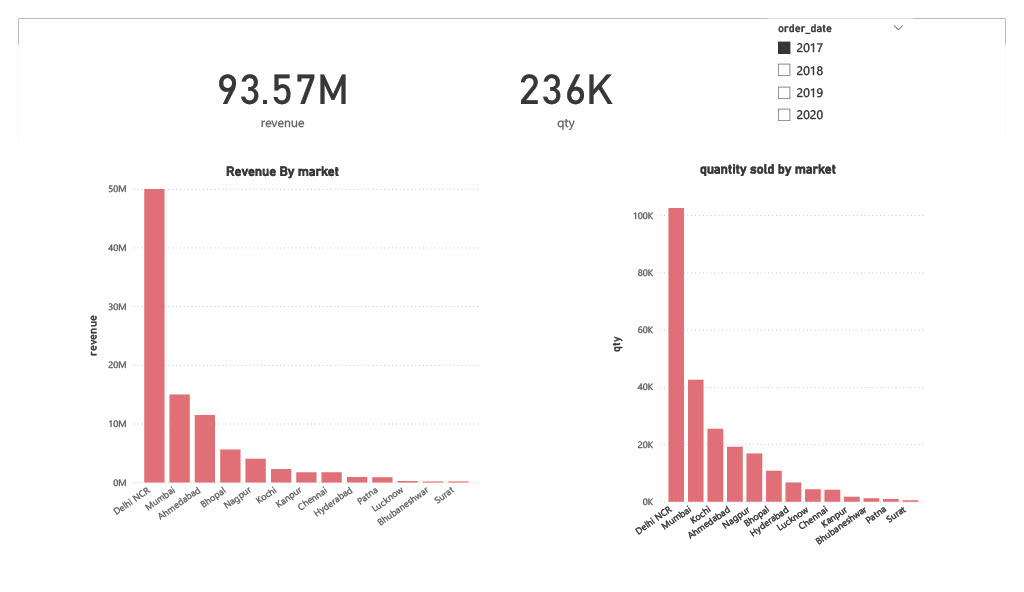 order_date
2017
2018
2019
2020
93.57M
revenue
236K
qty
Revenue By market
50M
40M
30M
20M
10M
0M
revenue
Delhi NCR
Mumbai
Ahmedabad
Bhopal
Nagpur
Kochi
Kanpur
Chennai
Hyderabad
Patna
Lucknow
Bhubaneshwar
Surat
quantity sold by market
100K
80K
60K
40K
20K
0K
qty
Delhi NCR
Mumbai
Kochi
Ahmedabad
Nagpur
Bhopal
Hyderabad
Lucknow
Chennai
Kanpur
Bhubaneshwar
Patna
Surat